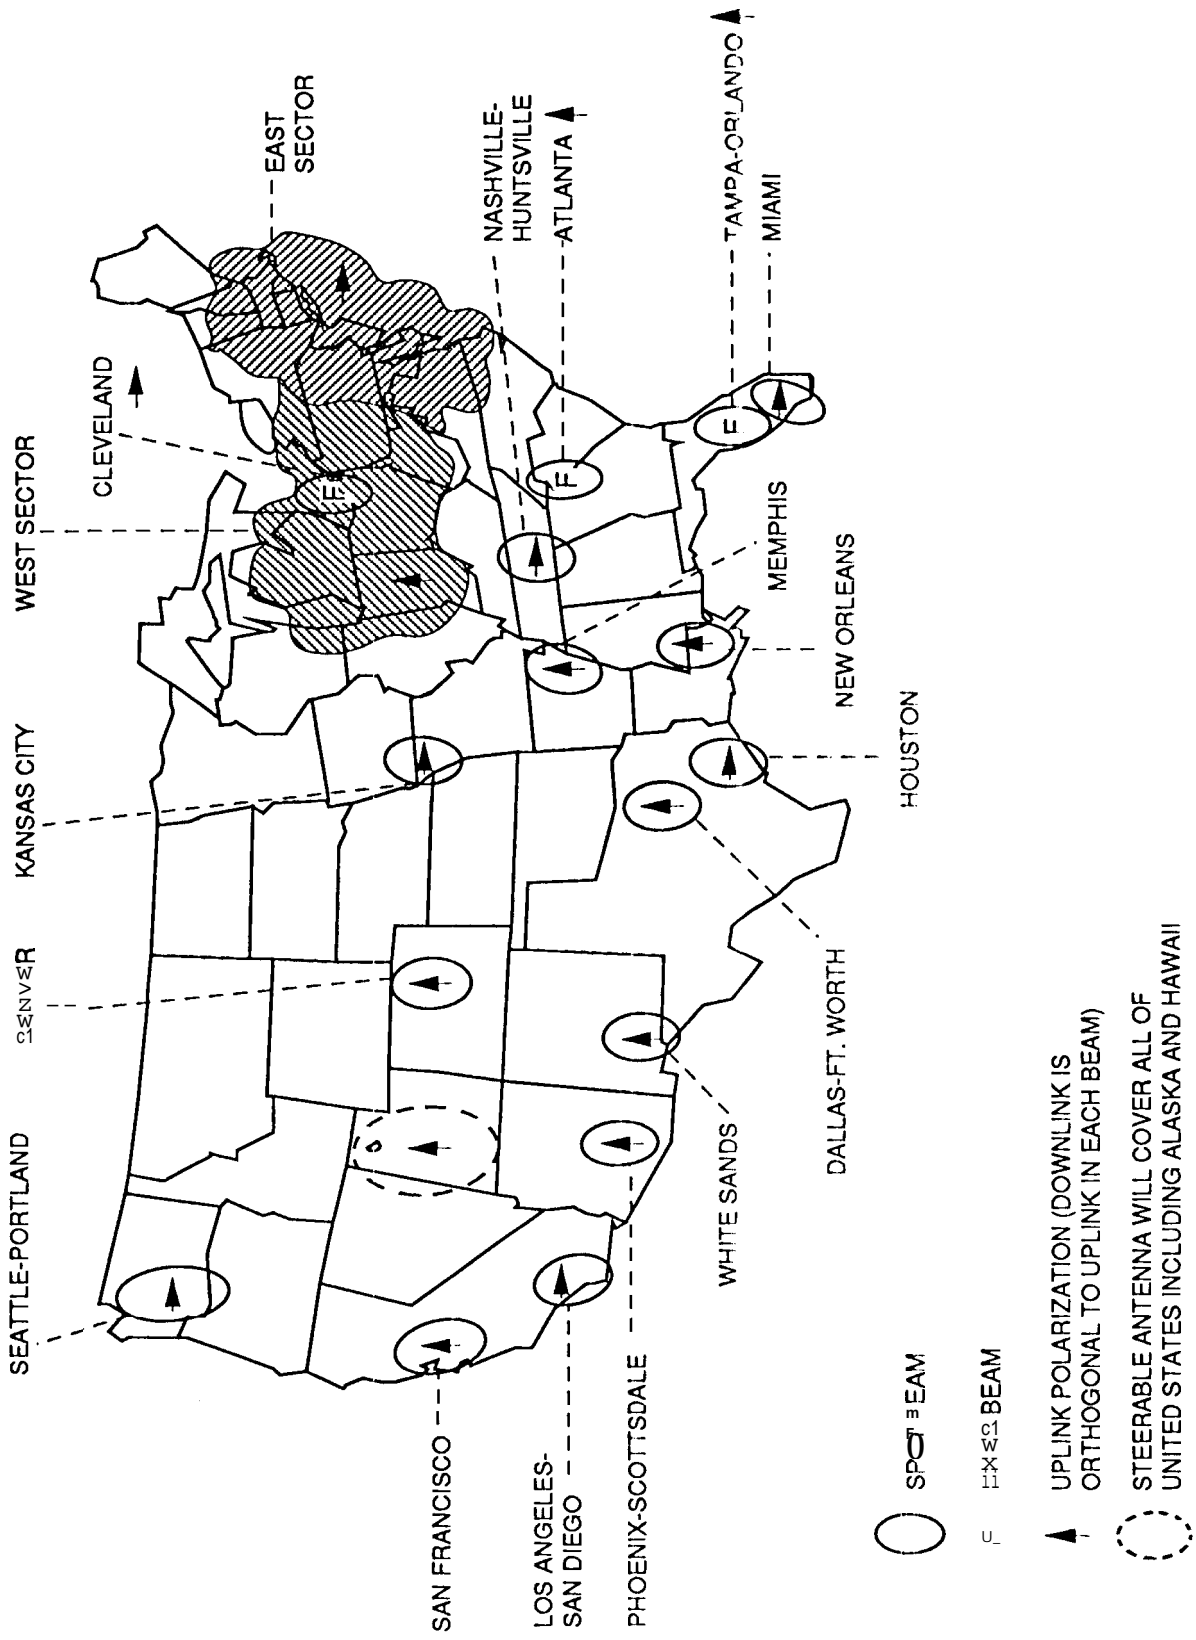 SEATTLE-PORTLAND
KANSAS CITY
WEST SECTOR
CLEVELAND
EAST
SECTOR
NASHVILLE-
HUNTSVILLE
ATLANTA
TAMPA-ORLANDO
MIAMI
MEMPHIS
NEW ORLEANS
HOUSTON
DALLAS-FT. WORTH
WHITE SANDS
PHOENIX-SCOTTSDALE
LOS ANGELES-
SAN DIEGO
SAN FRANCISCO
F
F
F
BEAM
UPLINK POLARIZATION (DOWNLINK IS
ORTHOGONAL TO UPLINK IN EACH BEAM)
STEERABLE ANTENNA WILL COVER ALL OF
UNITED STATES INCLUDING ALASKA AND HAWAII